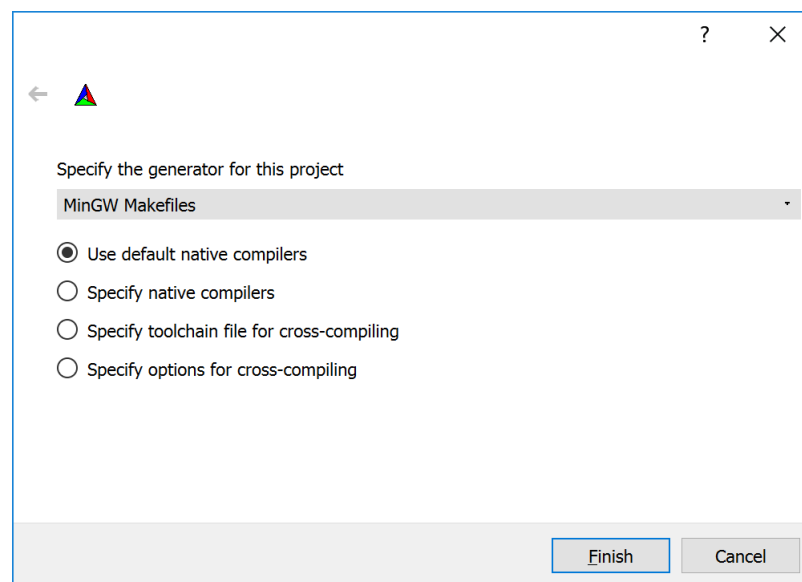 ?
Specify the generator for this project
MinGW Makefiles
Use default native compilers
Specify native compilers
Specify toolchain file for cross-compiling
Specify options for cross-compiling
Finish Cancel